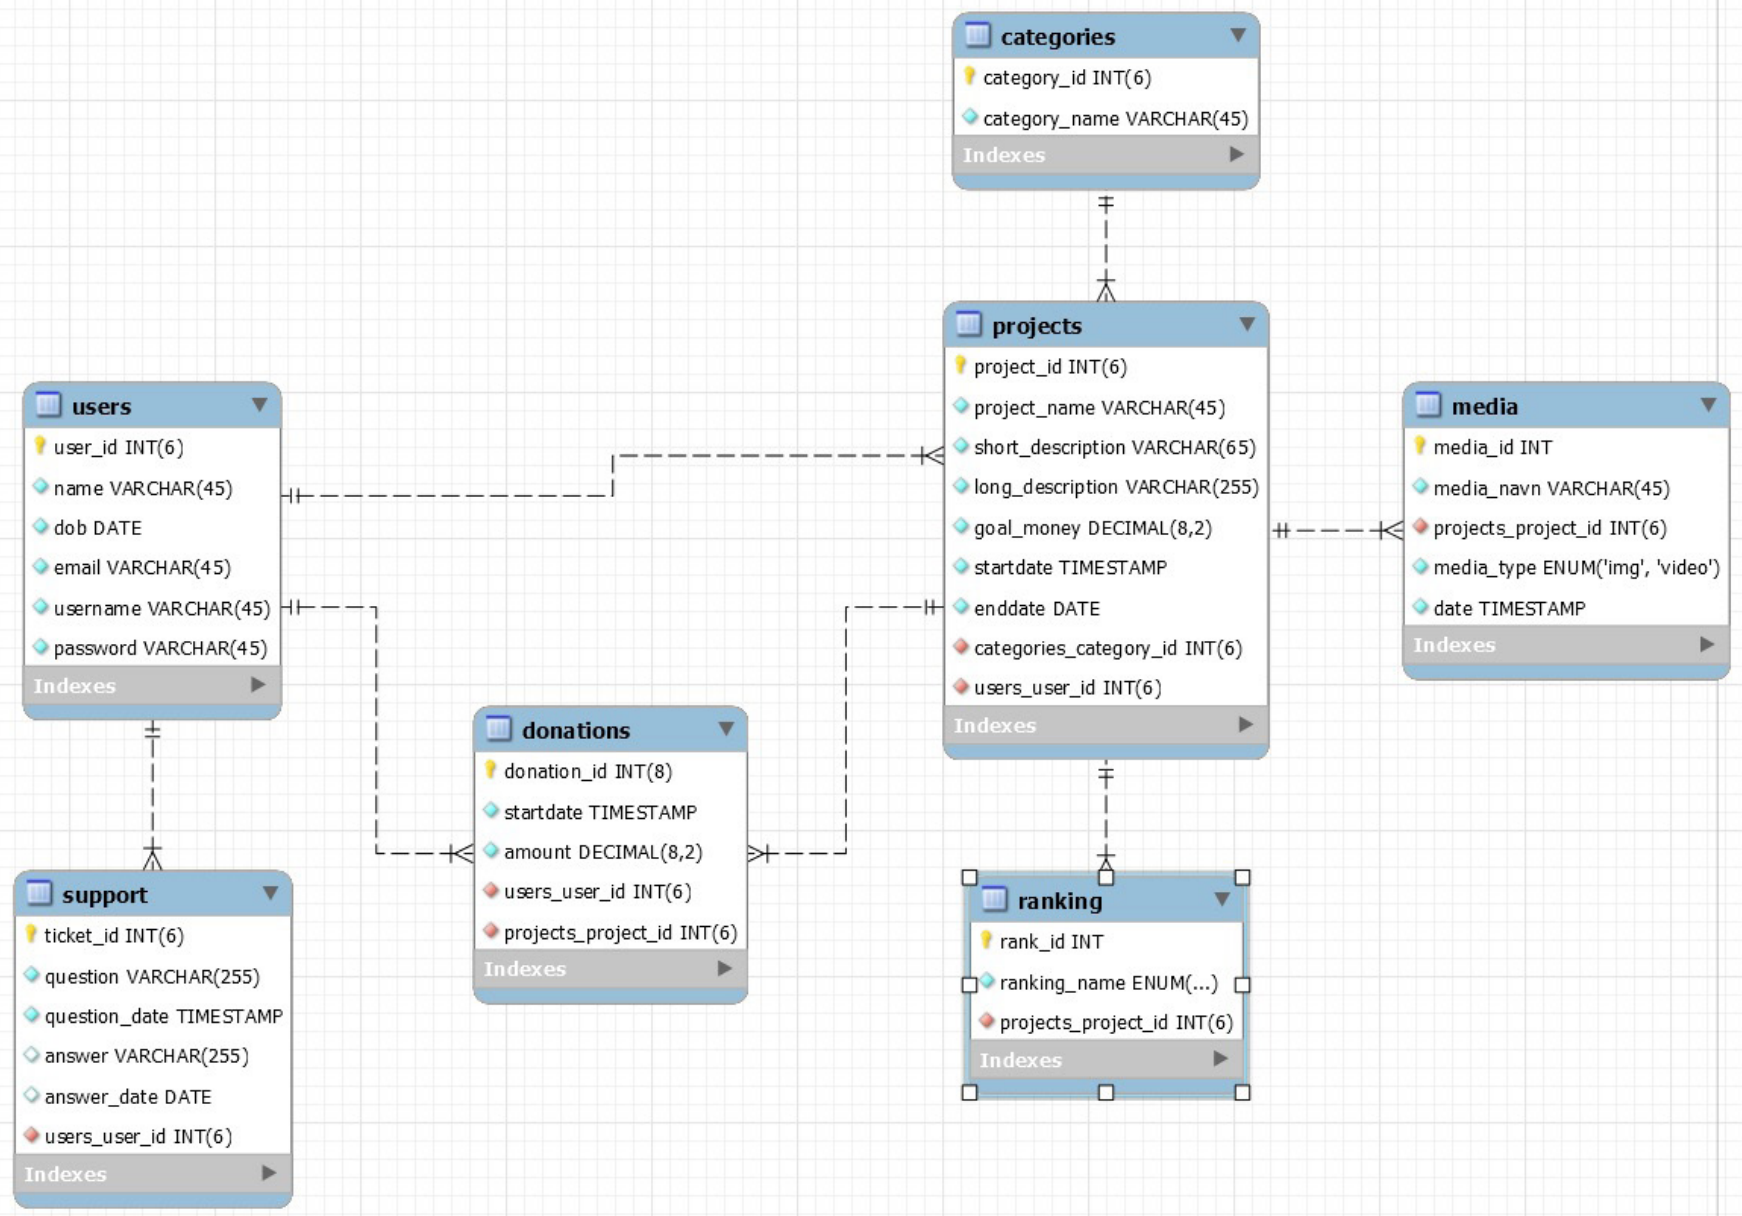 categories
category_id INT(6)
category_name VARCHAR(45)
Indexes
projects
project_id INT(6)
project_name VARCHAR(45)
short_description VARCHAR(65)
long_description VARCHAR(255)
goal_money DECIMAL(8,2)
startdate TIMESTAMP
enddate DATE
categories_category_id INT(6)
users_user_id INT(6)
Indexes
users
user_id INT(6)
name VARCHAR(45)
dob DATE
email VARCHAR(45)
username VARCHAR(45)
password VARCHAR(45)
Indexes
media
media_id INT
media_navn VARCHAR(45)
projects_project_id INT(6)
media_type ENUM('img', 'video')
date TIMESTAMP
Indexes
donations
donation_id INT(8)
startdate TIMESTAMP
amount DECIMAL(8,2)
users_user_id INT(6)
projects_project_id INT(6)
Indexes
support
ticket_id INT(6)
question VARCHAR(255)
question_date TIMESTAMP
answer VARCHAR(255)
answer_date DATE
users_user_id INT(6)
Indexes
ranking
rank_id INT
ranking_name ENUM(...)
projects_project_id INT(6)
Indexes